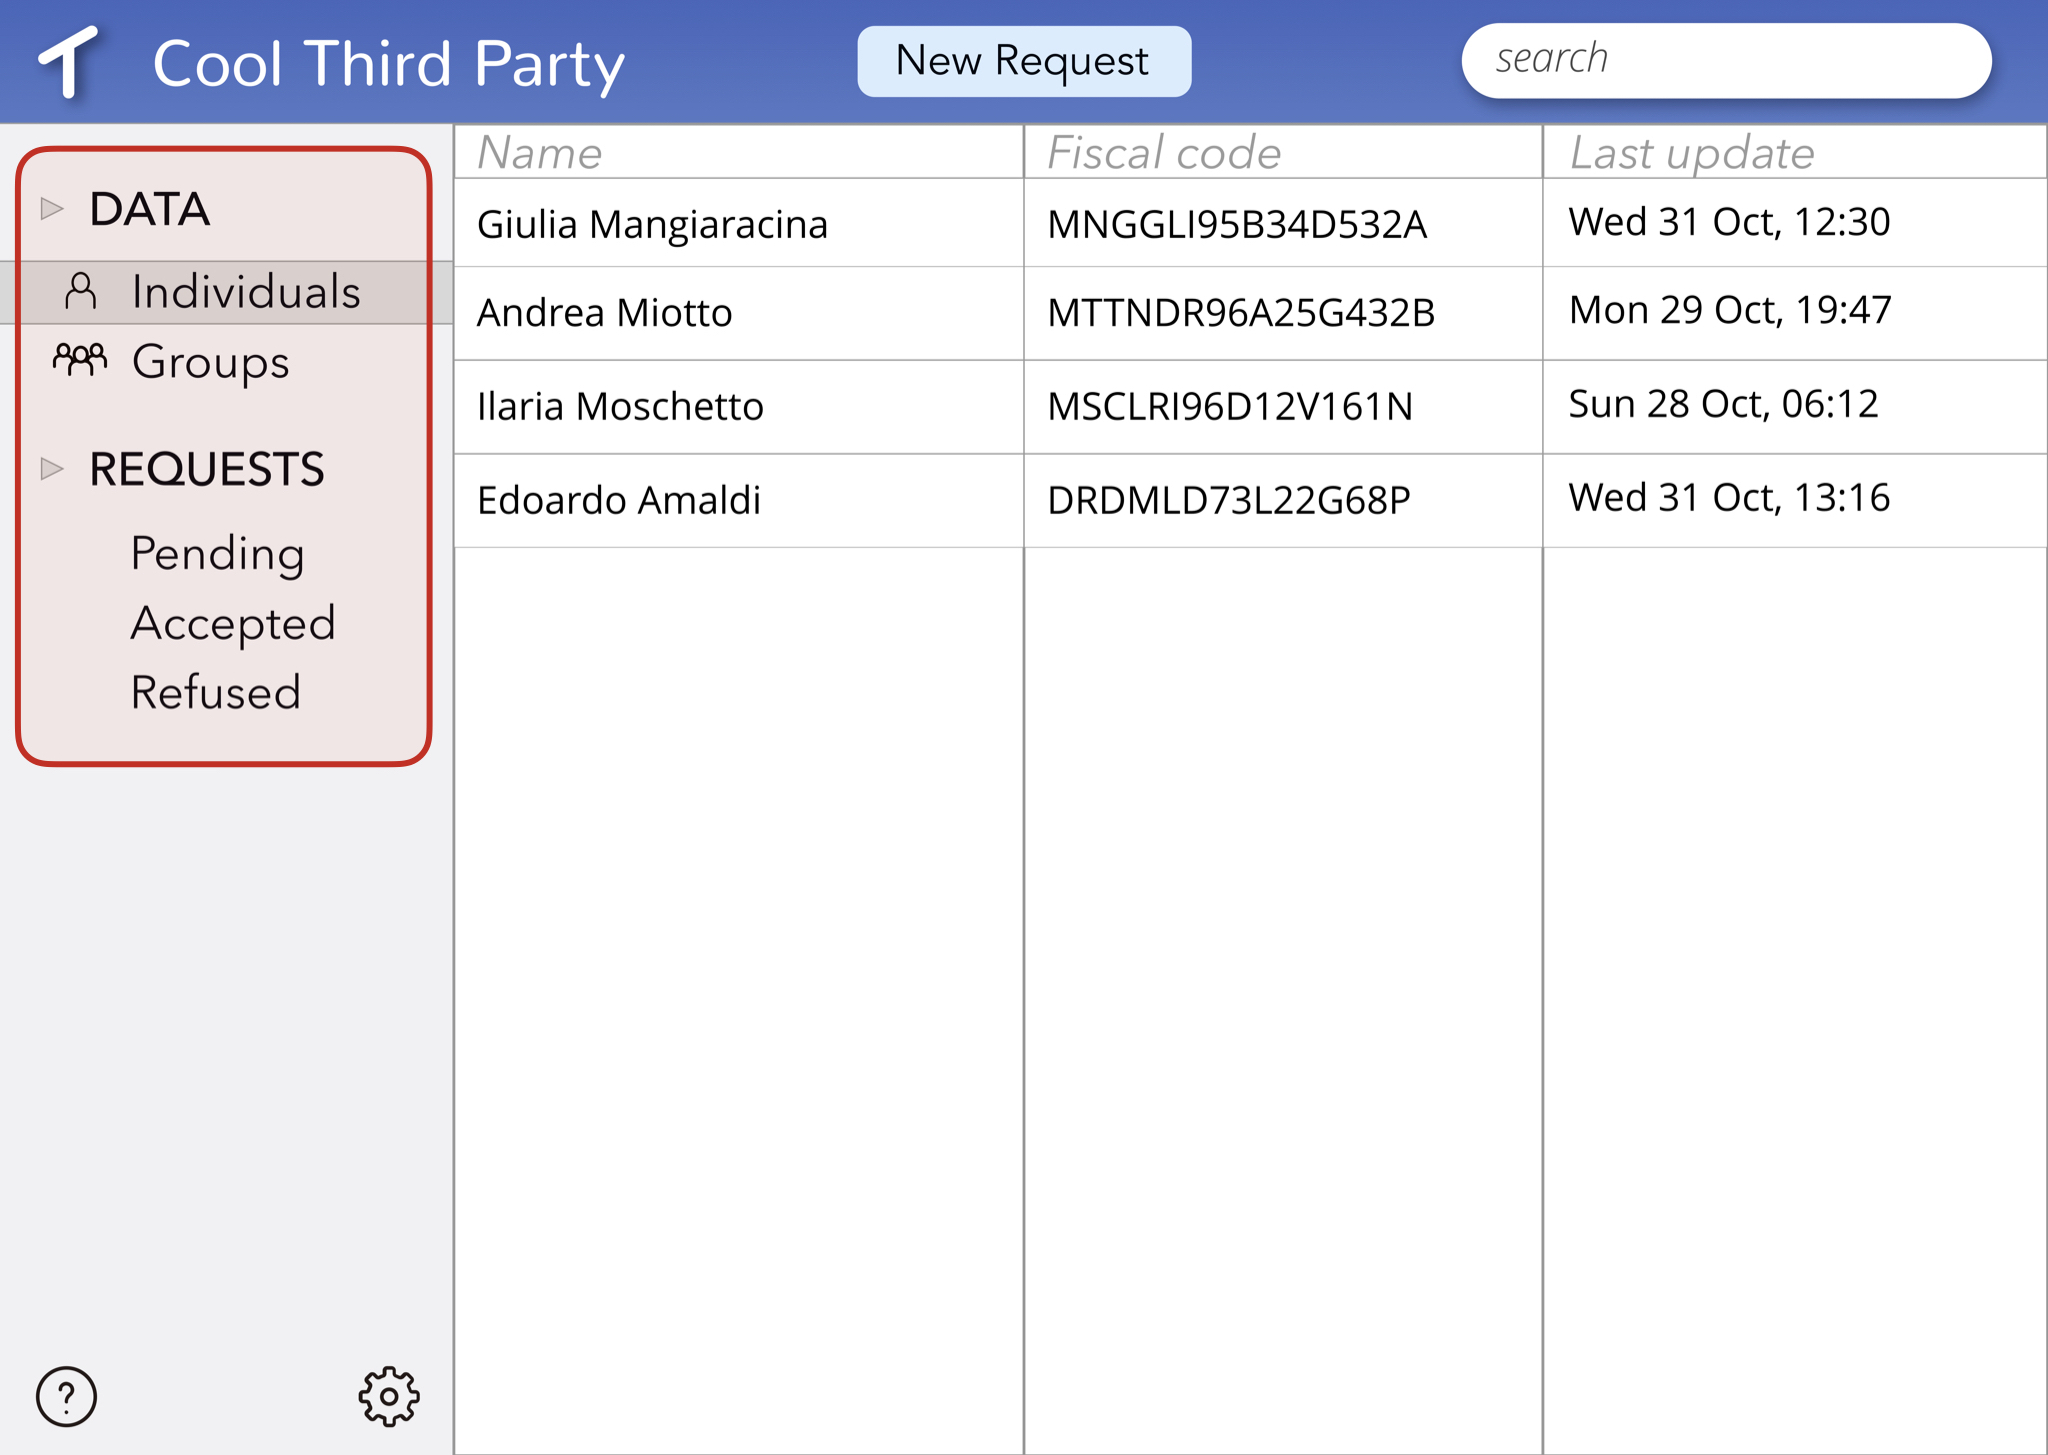 Cool Third Party
New Request
search
DATA
Individuals
Groups
REQUESTS
Pending
Accepted
Refused
?
Name Fiscal code Last update
Giulia Mangiaracina MNGGLI95B34D532A Wed 31 Oct, 12:30
Andrea Miotto MTTNDR96A25G432B Mon 29 Oct, 19:47
Ilaria Moschetto MSCLRI96D12V161N Sun 28 Oct, 06:12
Edoardo Amaldi DRDMLD73L22G68P Wed 31 Oct, 13:16